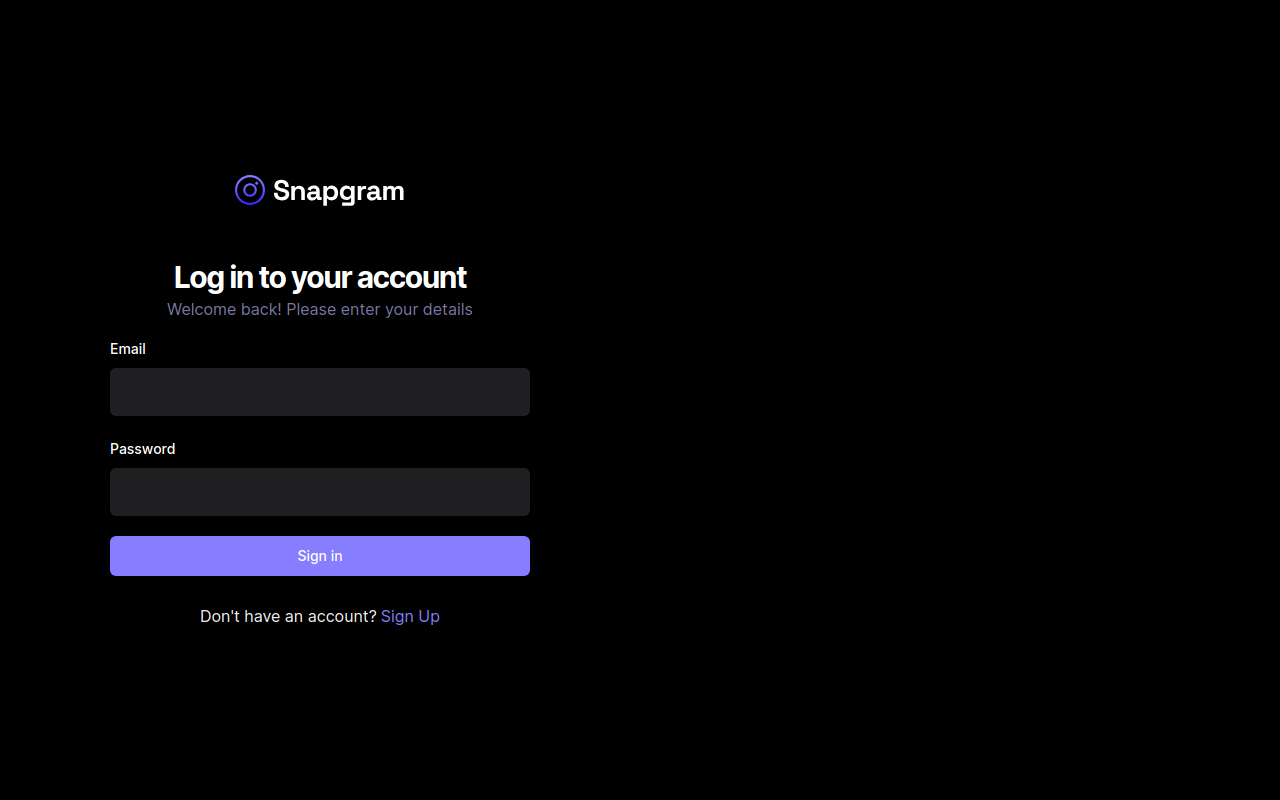 Snapgram
Log in to your account
Welcome back! Please enter your details
Email
Password
Sign in
Don't have an account? Sign Up